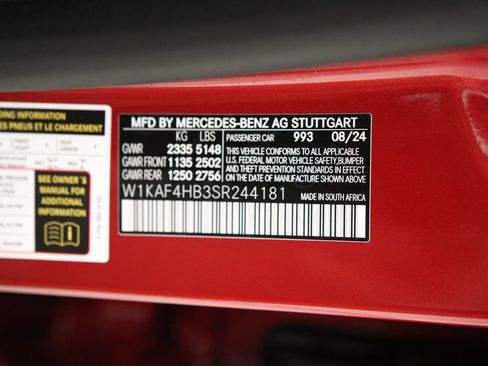 DING INFORMATION
ES PNEUS ET LE CHARGEMENT
SEE OWNER'S
MANUAL FOR
ADDITIONAL
INFORMATION
MFD BY MERCEDES-BENZ AG STUTTGART
KG LBS
GVWR 2335 5148
GAWR FRONT 1135 2502
GAWR REAR 1250 2756
PASSENGER CAR 993 08/24
THIS VEHICLE CONFORMS TO ALL APPLICABLE
U.S. FEDERAL MOTOR VEHICLE SAFETY,BUMPER
AND THEFT PREVENTION STANDARDS IN EFFECT
ON THE DATE OF MANUFACTURE SHOWN ABOVE.
W1KAF4HB3SR244181
MADE IN SOUTH AFRICA